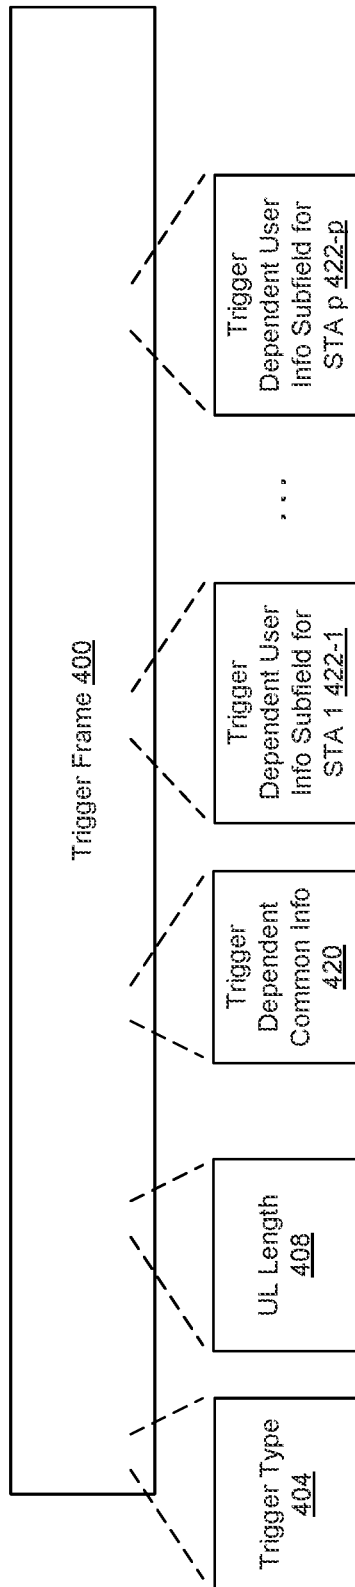 Trigger Frame 400
Trigger Type
404
UL Length
408
Trigger
Dependent
Common Info
420
Trigger
Dependent User
Info Subfield for
STA 1 422-1
...
Trigger
Dependent User
Info Subfield for
STA p 422-p